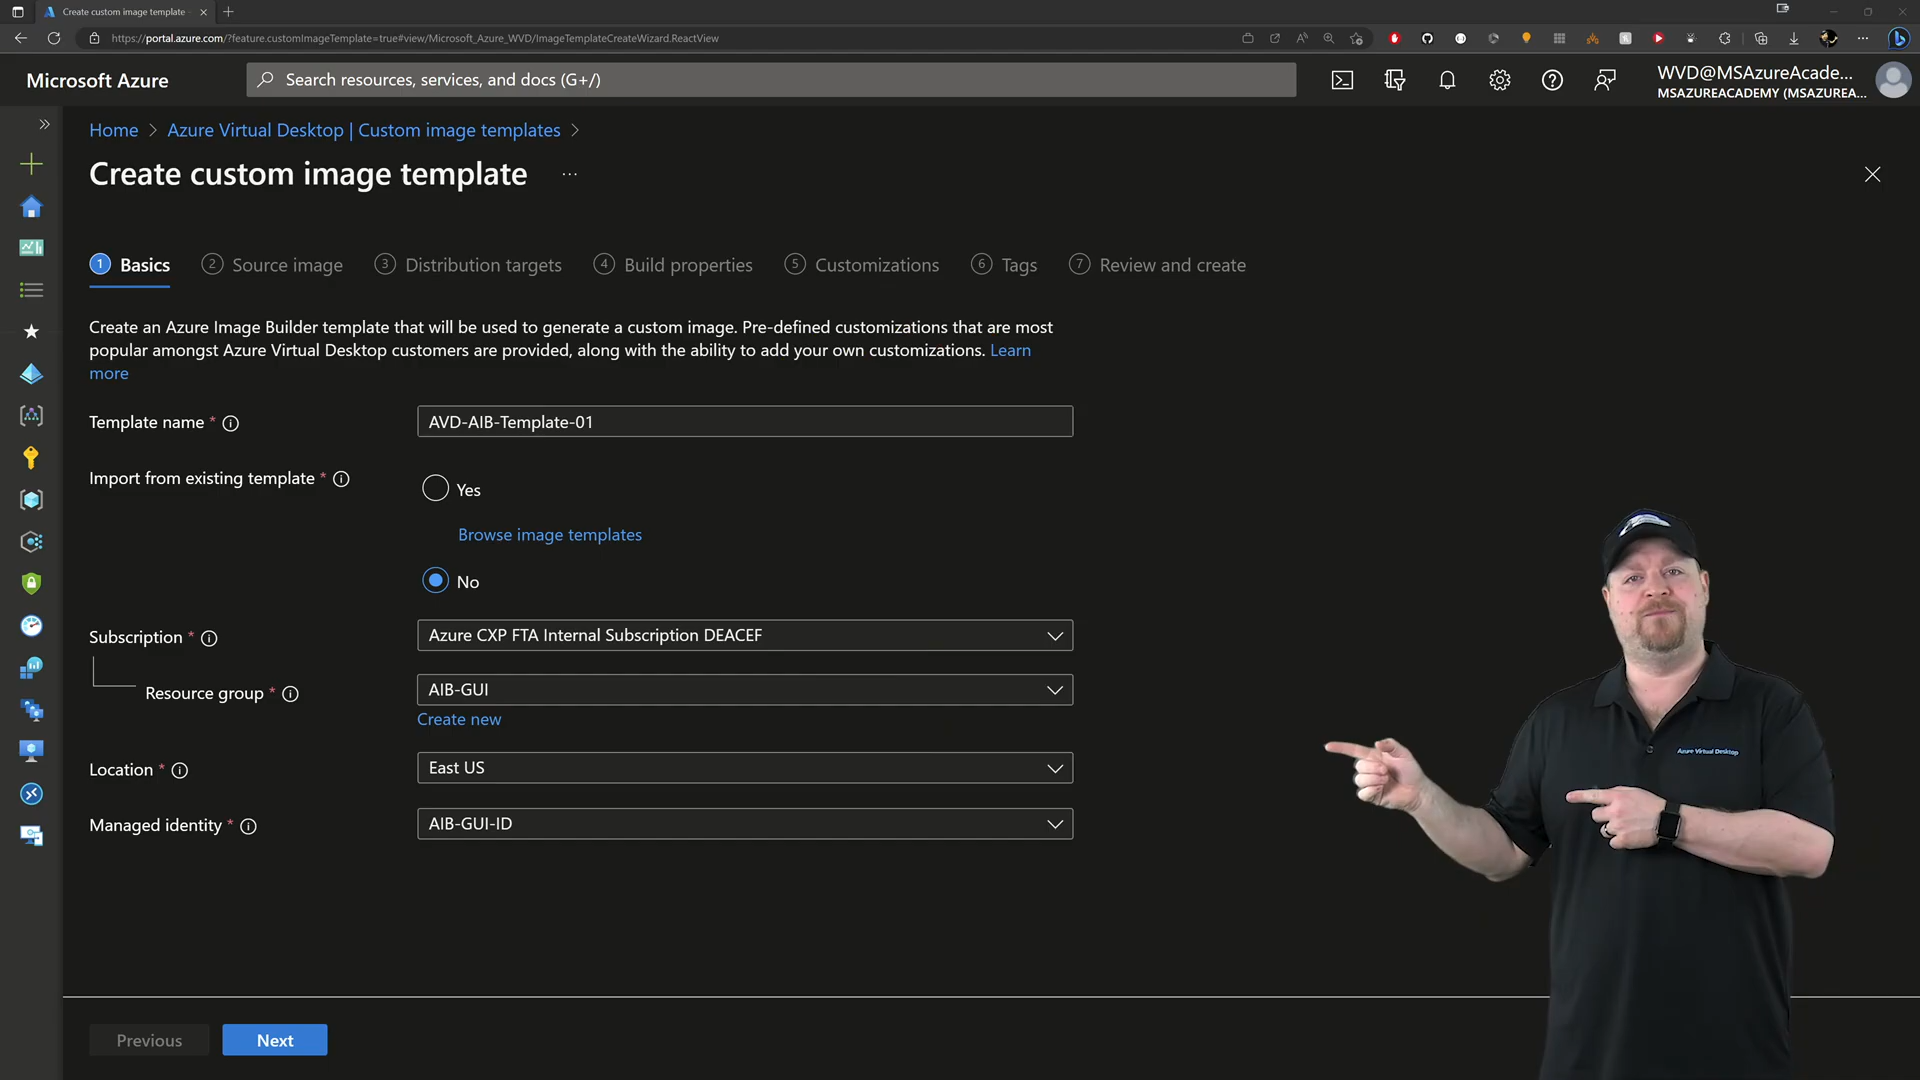 Create custom image template
https://portal.azure.com/?feature.customImageTemplate=true#view/Microsoft_Azure_WVD/ImageTemplateCreateWizard.ReactView
Microsoft Azure
Search resources, services, and docs (G+/)
WVD@MSAzureAcade...
MSAZUREACADEMY (MSAZUREA...
Home > Azure Virtual Desktop | Custom image templates >
Create custom image template ...
1 Basics
2 Source image
3 Distribution targets
4 Build properties
5 Customizations
6 Tags
7 Review and create
Create an Azure Image Builder template that will be used to generate a custom image. Pre-defined customizations that are most
popular amongst Azure Virtual Desktop customers are provided, along with the ability to add your own customizations. Learn
more
Template name *
AVD-AIB-Template-01
Import from existing template *
Yes
Browse image templates
No
Subscription *
Azure CXP FTA Internal Subscription DEACEF
Resource group *
AIB-GUI
Create new
Location *
East US
Managed identity *
AIB-GUI-ID
Azure Virtual Desktop
Previous
Next